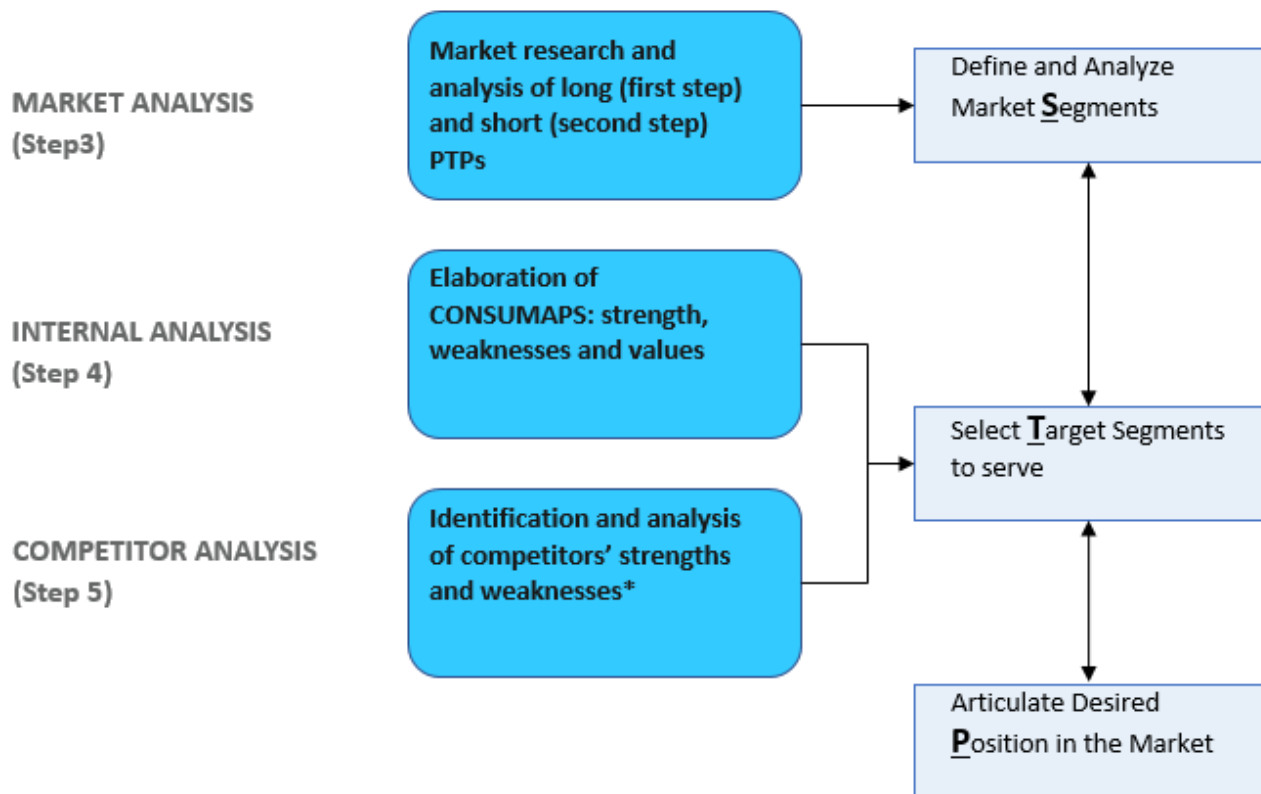 MARKET ANALYSIS
(Step3)
Market research and
analysis of long (first step)
and short (second step)
PTPs
Define and Analyze
Market Segments
INTERNAL ANALYSIS
(Step 4)
Elaboration of
CONSUMAPS: strength,
weaknesses and values
Select Target Segments
to serve
COMPETITOR ANALYSIS
(Step 5)
Identification and analysis
of competitors’ strengths
and weaknesses*
Articulate Desired
Position in the Market